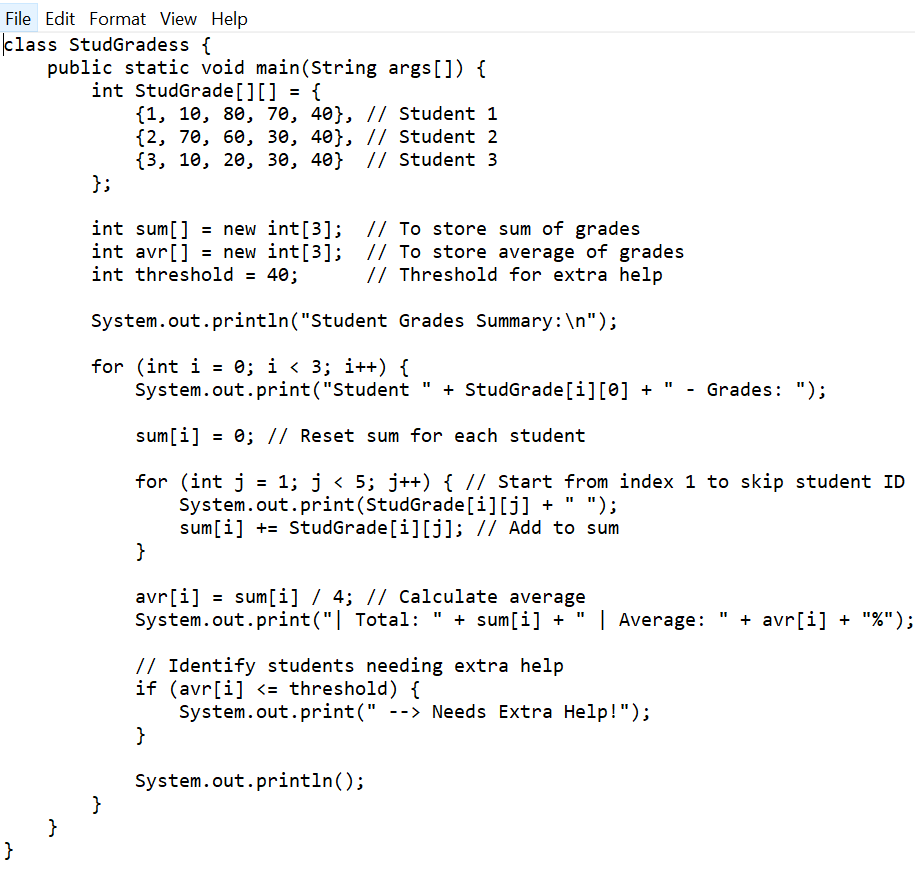 File Edit Format View Help
class StudGradess {
    public static void main(String args[]) {
        int StudGrade[][] = {
            {1, 10, 80, 70, 40}, // Student 1
            {2, 70, 60, 30, 40}, // Student 2
            {3, 10, 20, 30, 40}  // Student 3
        };

        int sum[] = new int[3];  // To store sum of grades
        int avr[] = new int[3];  // To store average of grades
        int threshold = 40;      // Threshold for extra help

        System.out.println("Student Grades Summary:\n");

        for (int i = 0; i < 3; i++) {
            System.out.print("Student " + StudGrade[i][0] + " - Grades: ");

            sum[i] = 0; // Reset sum for each student

            for (int j = 1; j < 5; j++) { // Start from index 1 to skip student ID
                System.out.print(StudGrade[i][j] + " ");
                sum[i] += StudGrade[i][j]; // Add to sum
            }

            avr[i] = sum[i] / 4; // Calculate average
            System.out.print("| Total: " + sum[i] + " | Average: " + avr[i] + "%");

            // Identify students needing extra help
            if (avr[i] <= threshold) {
                System.out.print(" --> Needs Extra Help!");
            }

            System.out.println();
        }
    }
}